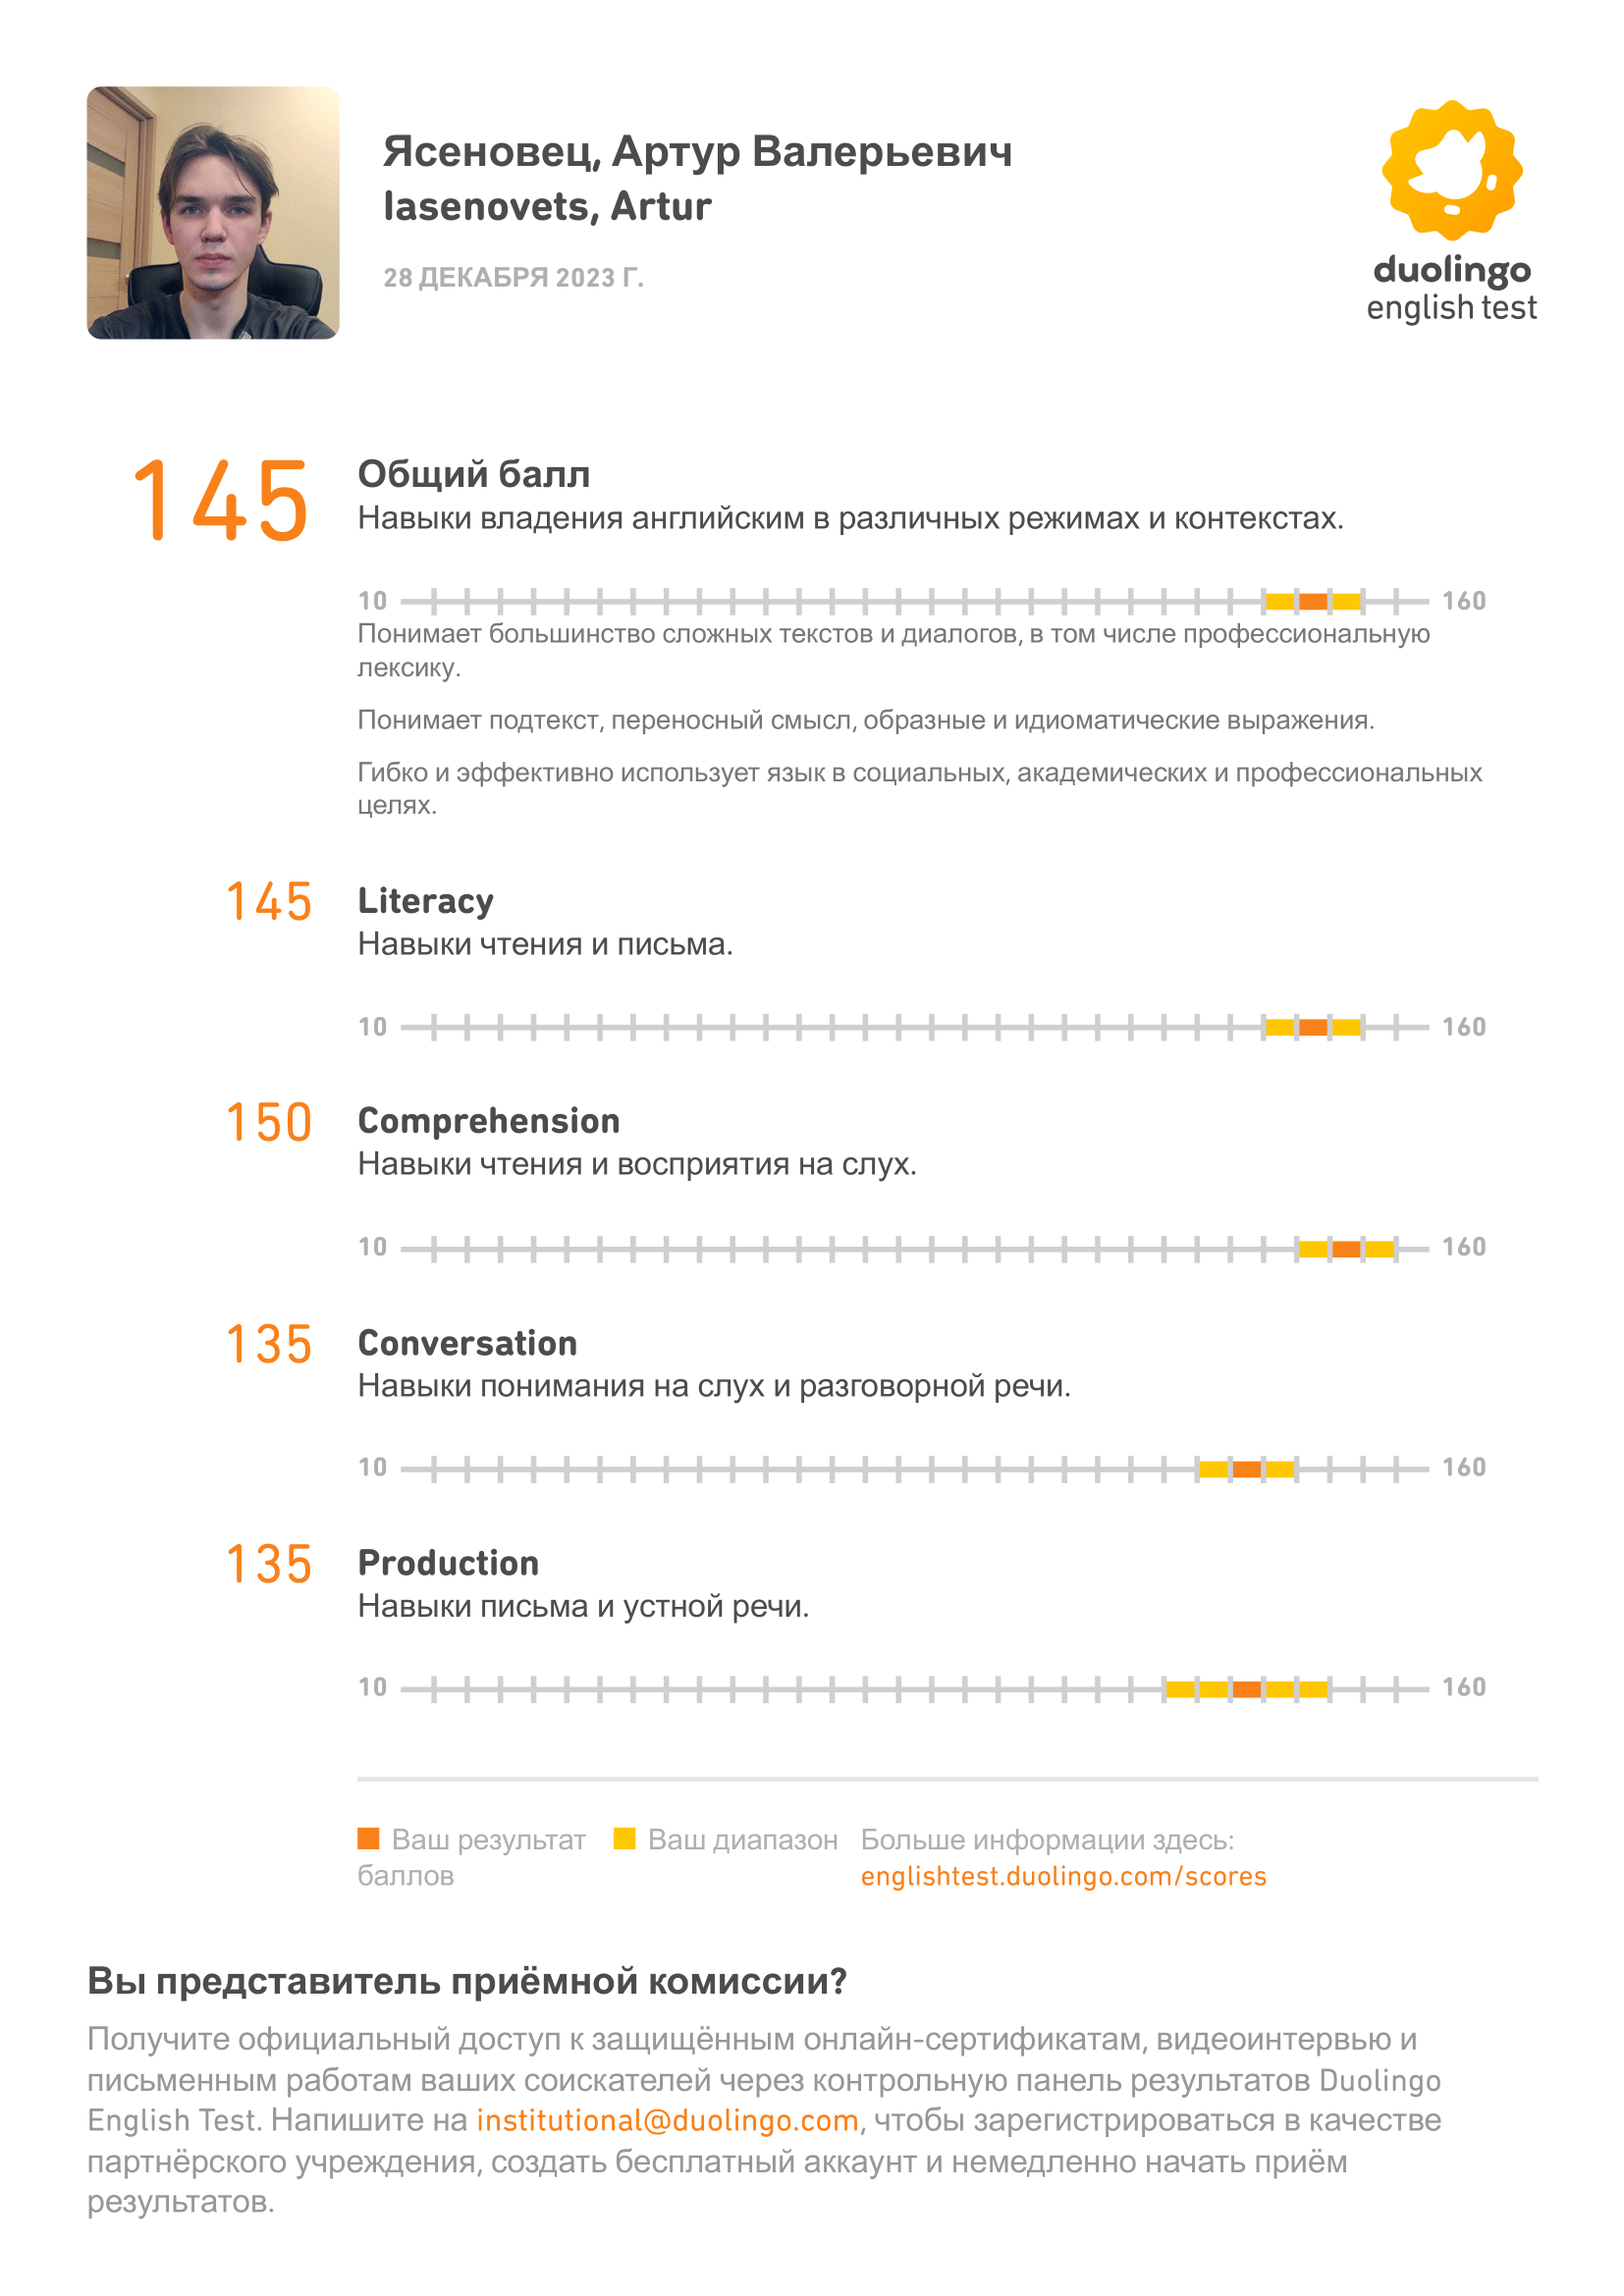 Ясеновец, Артур Валерьевич
Iasenovets, Artur
28 ДЕКАБРЯ 2023 Г.
duolingo
english test
145
Общий балл
Навыки владения английским в различных режимах и контекстах.
10 160
Понимает большинство сложных текстов и диалогов, в том числе профессиональную
лексику.
Понимает подтекст, переносный смысл, образные и идиоматические выражения.
Гибко и эффективно использует язык в социальных, академических и профессиональных
целях.
145 Literacy
Навыки чтения и письма.
10 160
150 Comprehension
Навыки чтения и восприятия на слух.
10 160
135 Conversation
Навыки понимания на слух и разговорной речи.
10 160
135 Production
Навыки письма и устной речи.
10 160
Ваш результат Ваш диапазон
баллов
Больше информации здесь:
englishtest.duolingo.com/scores
Вы представитель приёмной комиссии?
Получите официальный доступ к защищённым онлайн-сертификатам, видеоинтервью и
письменным работам ваших соискателей через контрольную панель результатов Duolingo
English Test. Напишите на institutional@duolingo.com, чтобы зарегистрироваться в качестве
партнёрского учреждения, создать бесплатный аккаунт и немедленно начать приём
результатов.